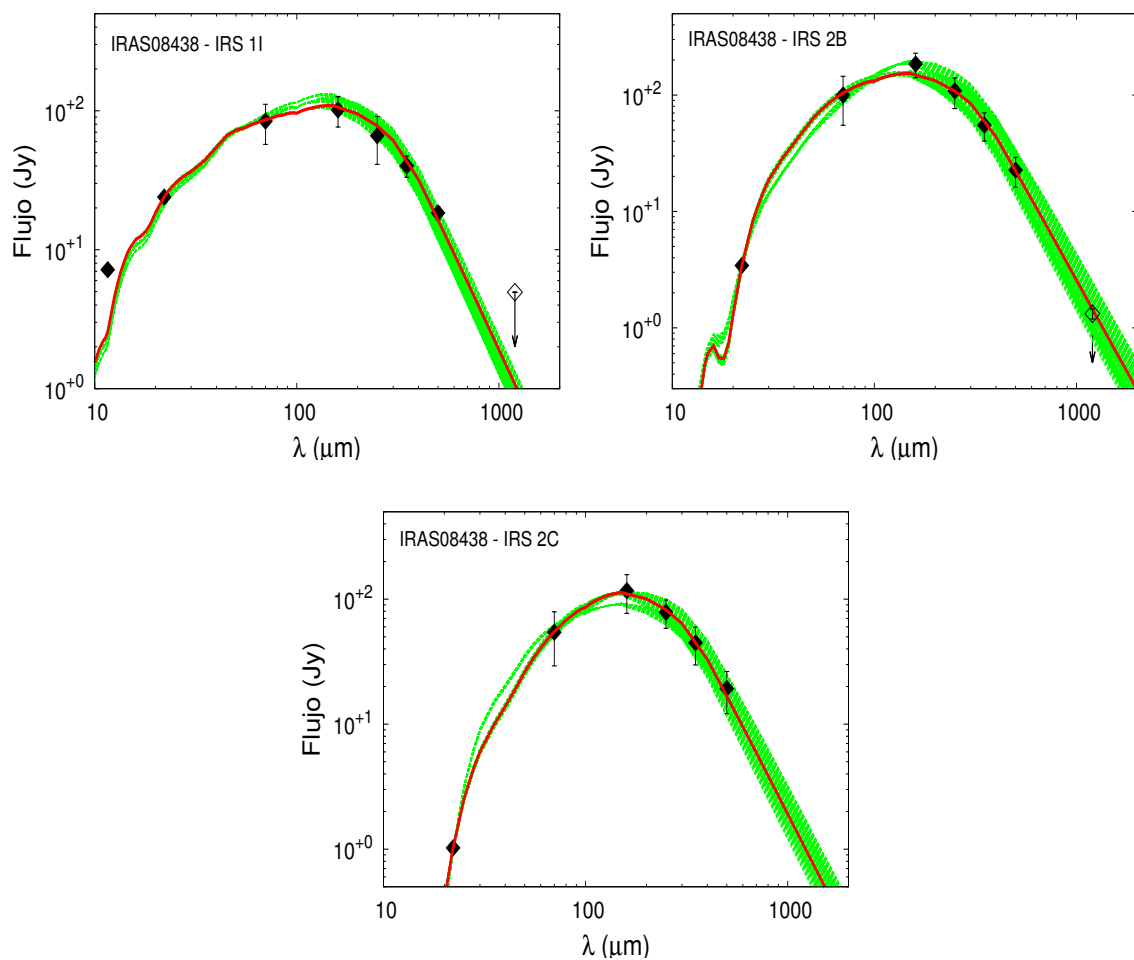 IRAS08438 - IRS 1I
Flujo (Jy)
10+2
10+1
10+0
10 100 1000
λ (μm)
IRAS08438 - IRS 2B
Flujo (Jy)
10+2
10+1
10+0
10 100 1000
λ (μm)
IRAS08438 - IRS 2C
Flujo (Jy)
10+2
10+1
10+0
10 100 1000
λ (μm)